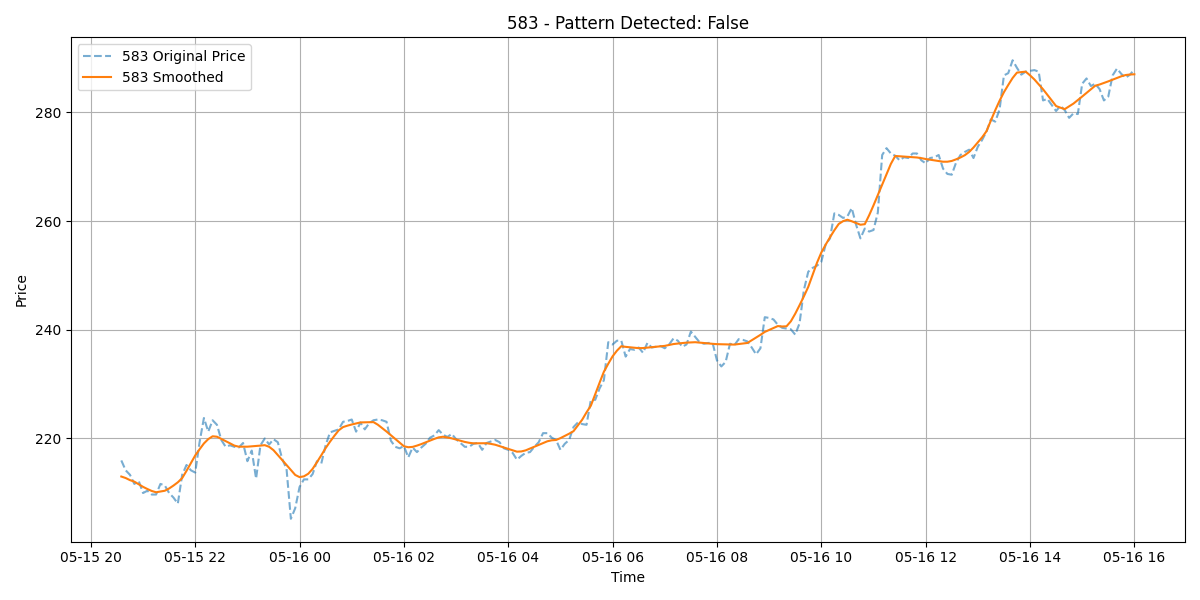 583 - Pattern Detected: False
583 Original Price
583 Smoothed
Price
280
260
240
220
05-15 20 05-15 22 05-16 00 05-16 02 05-16 04 05-16 06 05-16 08 05-16 10 05-16 12 05-16 14 05-16 16
Time